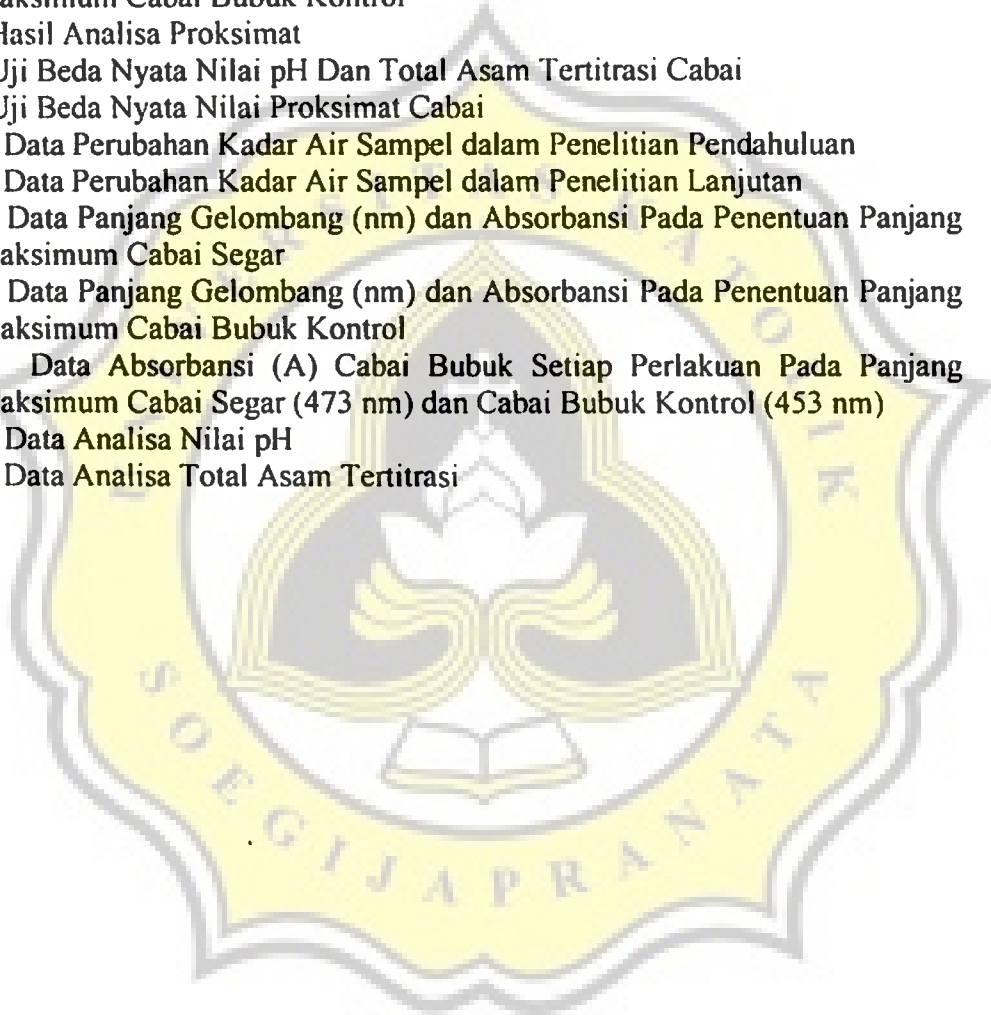 aksimum Cabai Bubuk Kontrol
Hasil Analisa Proksimat
Uji Beda Nyata Nilai pH Dan Total Asam Tertitrasi Cabai
Uji Beda Nyata Nilai Proksimat Cabai
Data Perubahan Kadar Air Sampel dalam Penelitian Pendahuluan
Data Perubahan Kadar Air Sampel dalam Penelitian Lanjutan
Data Panjang Gelombang (nm) dan Absorbansi Pada Penentuan Panjang
aksimum Cabai Segar
Data Panjang Gelombang (nm) dan Absorbansi Pada Penentuan Panjang
aksimum Cabai Bubuk Kontrol
Data Absorbansi (A) Cabai Bubuk Setiap Perlakuan Pada Panjang
aksimum Cabai Segar (473 nm) dan Cabai Bubuk Kontrol (453 nm)
Data Analisa Nilai pH
Data Analisa Total Asam Tertitrasi
UNIVERSITAS KATOLIK
SOEGIJAPRANATA